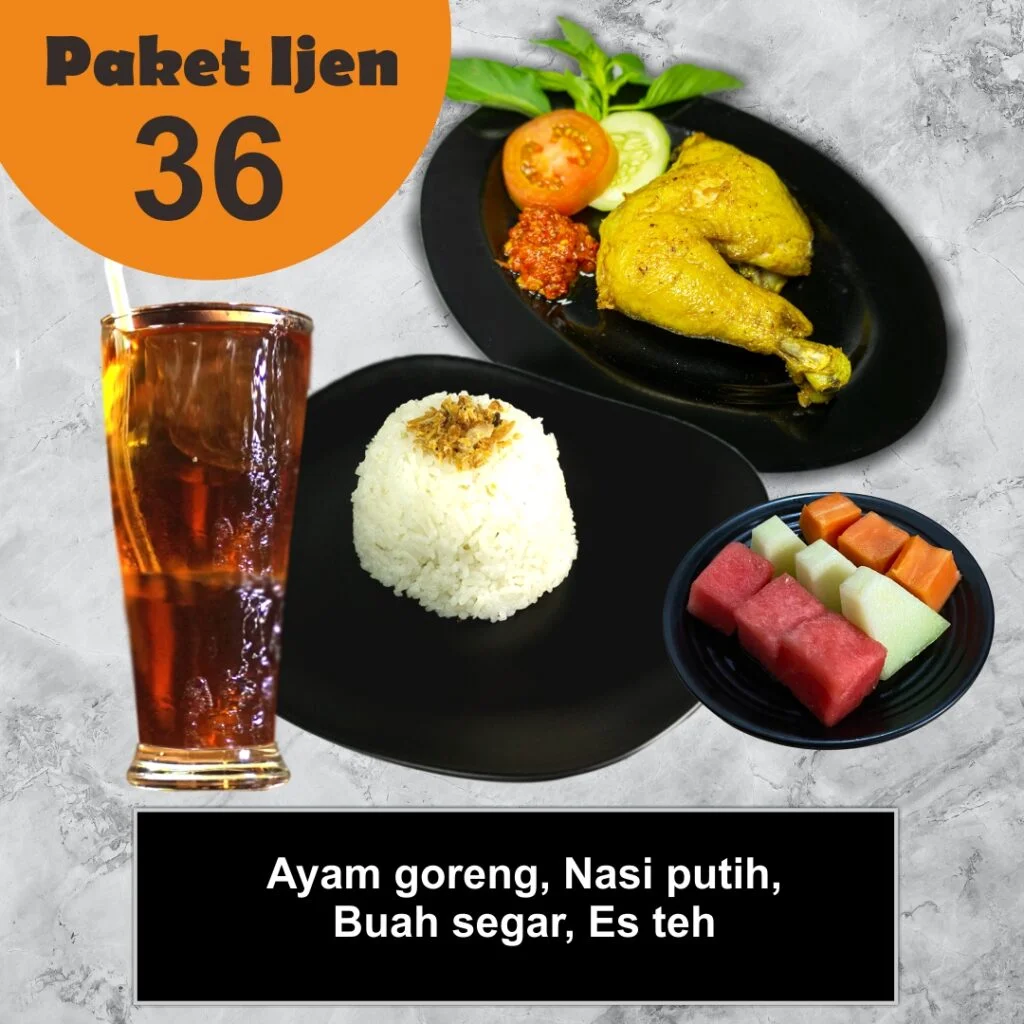 Paket Ijen
36
Ayam goreng, Nasi putih,
Buah segar, Es teh